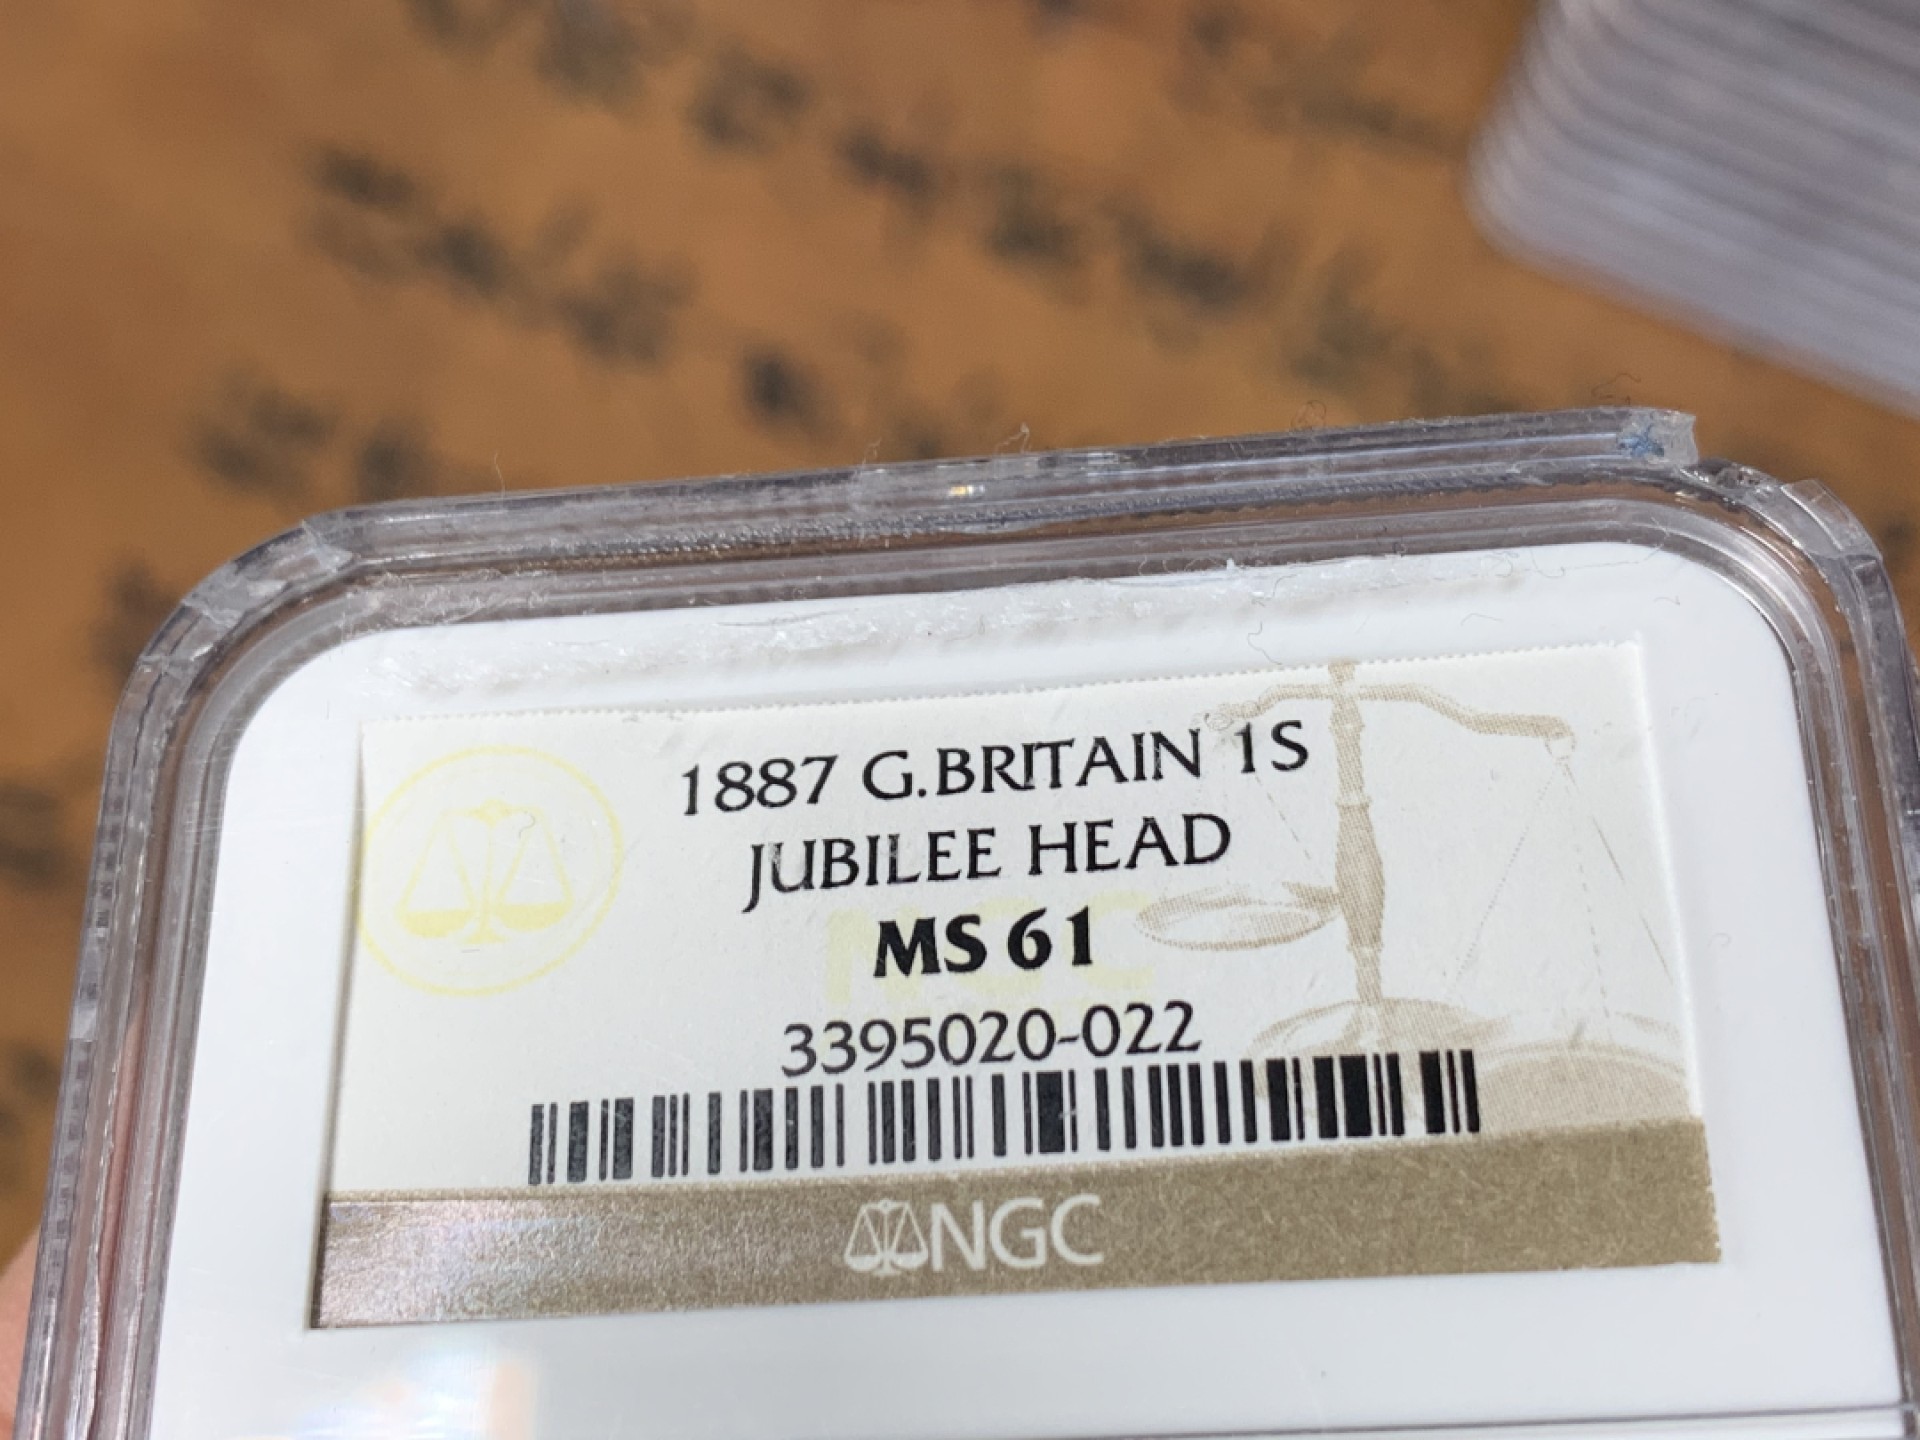 1887 G.BRITAIN 1S
JUBILEE HEAD
MS 61
3395020-022
NGC